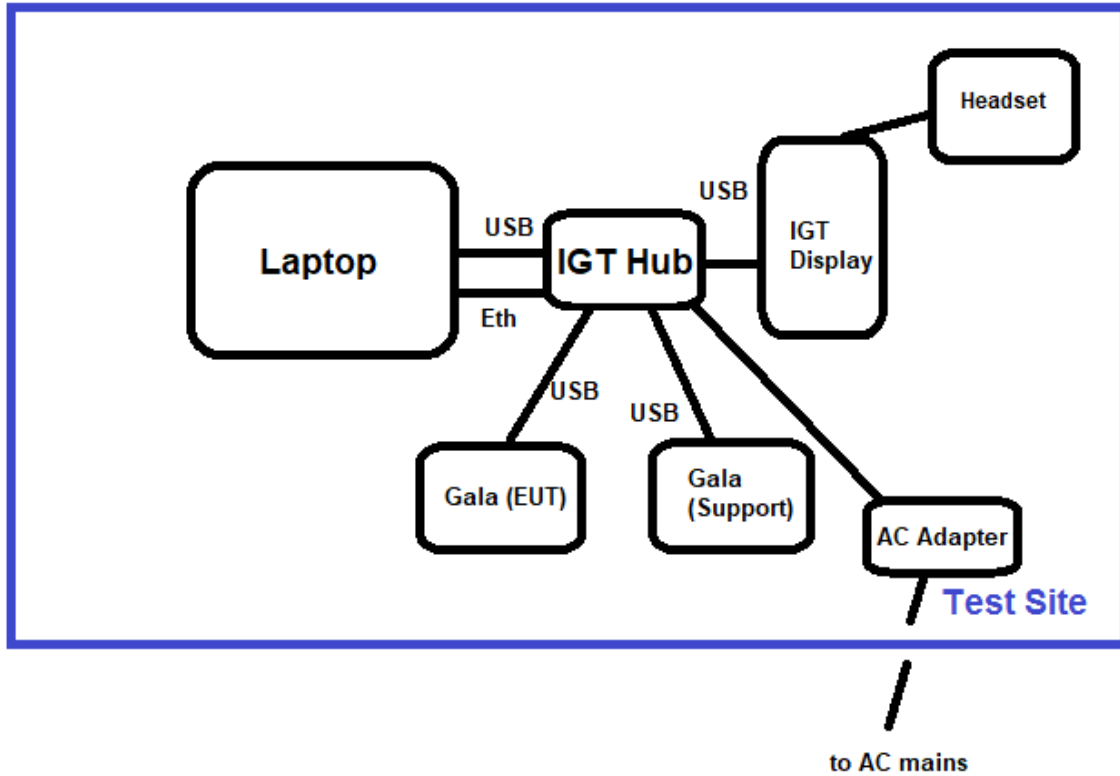 Headset
USB
USB
Laptop
IGT Hub
IGT
Display
Eth
USB
USB
Gala (EUT)
Gala
(Support)
AC Adapter
Test Site
to AC mains